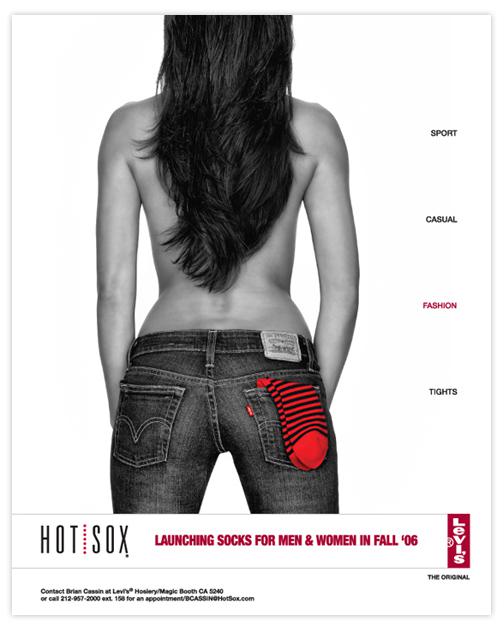 SPORT
CASUAL
FASHION
TIGHTS
HOT SOX
LAUNCHING SOCKS FOR MEN & WOMEN IN FALL ‘06
Levi's®
THE ORIGINAL
Contact Brian Cassin at Levi's® Hosiery/Magic Booth CA 5240
or call 212-957-2000 ext. 158 for an appointment/BCASSIN@HotSox.com